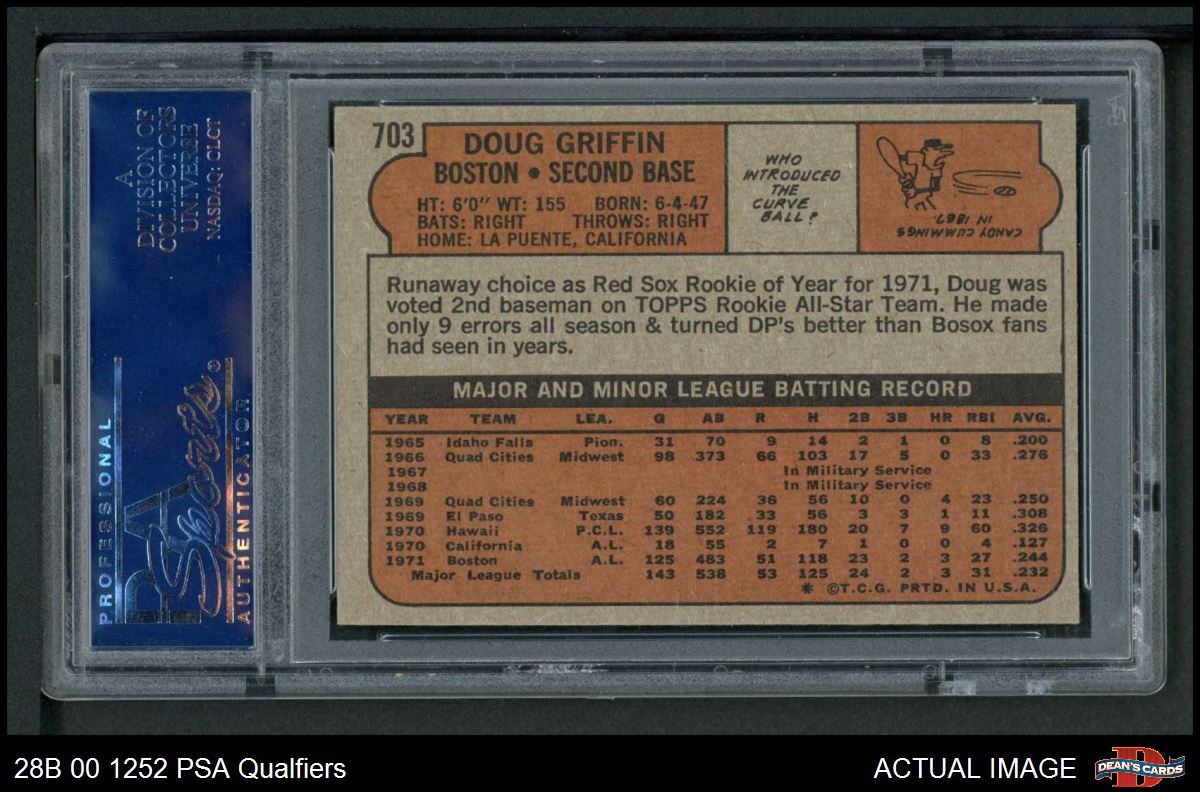 A
DIVISION OF
COLLECTORS
UNIVERSE
NASDAQ: CLCT
PROFESSIONAL
PSA
Sports®
AUTHENTICATOR
703
DOUG GRIFFIN
BOSTON • SECOND BASE
HT: 6'0" WT: 155 BORN: 6-4-47
BATS: RIGHT THROWS: RIGHT
HOME: LA PUENTE, CALIFORNIA
WHO
INTRODUCED
THE
CURVE
BALL?
CANDY CUMMINGS
IN 1867.
Runaway choice as Red Sox Rookie of Year for 1971, Doug was
voted 2nd baseman on TOPPS Rookie All-Star Team. He made
only 9 errors all season & turned DP's better than Bosox fans
had seen in years.
MAJOR AND MINOR LEAGUE BATTING RECORD
YEAR TEAM LEA. G AB R H 2B 3B HR RBI AVG.
1965 Idaho Falls Pion. 31 70 9 14 2 1 0 8 .200
1966 Quad Cities Midwest 98 373 66 103 17 5 0 33 .276
1967 In Military Service
1968 In Military Service
1969 Quad Cities Midwest 60 224 36 56 10 0 4 23 .250
1969 El Paso Texas 50 182 33 56 3 3 1 11 .308
1970 Hawaii P.C.L. 139 552 119 180 20 7 9 60 .326
1970 California A.L. 18 55 2 7 1 0 0 4 .127
1971 Boston A.L. 125 483 51 118 23 2 3 27 .244
Major League Totals 143 538 53 125 24 2 3 31 .232
* ©T.C.G. PRTD. IN U.S.A.
28B 00 1252 PSA Qualfiers
ACTUAL IMAGE
D
DEAN'S CARDS